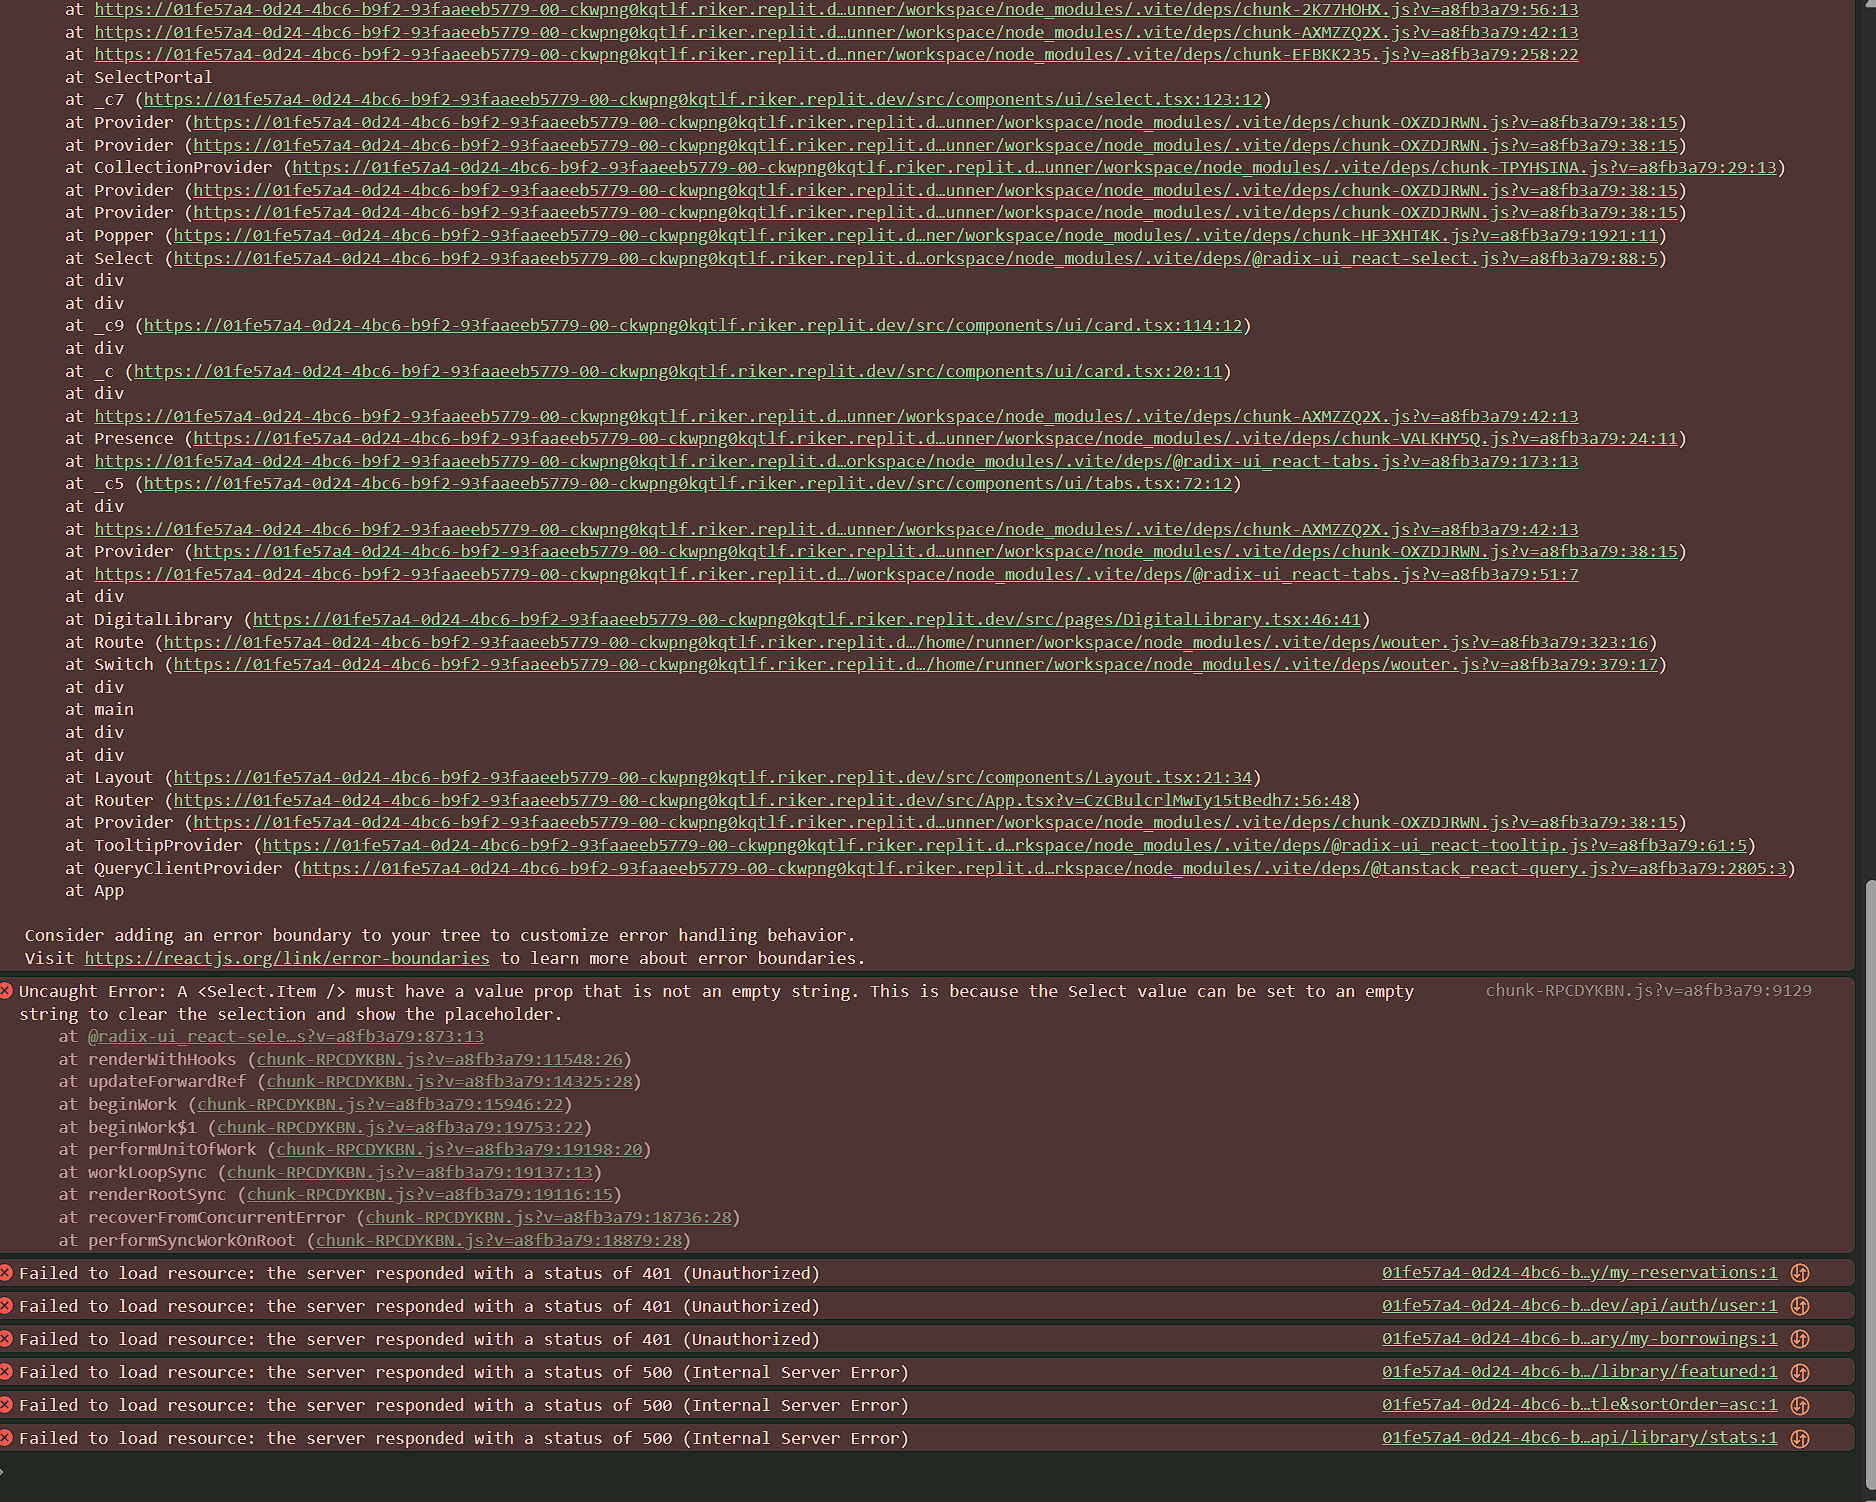 at https://01fe57a4-0d24-4bc6-b9f2-93faaeeb5779-00-ckwpng0kqtlf.riker.replit.d…unner/workspace/node_modules/.vite/deps/chunk-2K77HOHX.js?v=a8fb3a79:56:13
at https://01fe57a4-0d24-4bc6-b9f2-93faaeeb5779-00-ckwpng0kqtlf.riker.replit.d…unner/workspace/node_modules/.vite/deps/chunk-AXMZZQ2X.js?v=a8fb3a79:42:13
at https://01fe57a4-0d24-4bc6-b9f2-93faaeeb5779-00-ckwpng0kqtlf.riker.replit.d…nner/workspace/node_modules/.vite/deps/chunk-EFBKK235.js?v=a8fb3a79:258:22
at SelectPortal
at _c7 (https://01fe57a4-0d24-4bc6-b9f2-93faaeeb5779-00-ckwpng0kqtlf.riker.replit.dev/src/components/ui/select.tsx:123:12)
at Provider (https://01fe57a4-0d24-4bc6-b9f2-93faaeeb5779-00-ckwpng0kqtlf.riker.replit.d…unner/workspace/node_modules/.vite/deps/chunk-OXZDJRWN.js?v=a8fb3a79:38:15)
at Provider (https://01fe57a4-0d24-4bc6-b9f2-93faaeeb5779-00-ckwpng0kqtlf.riker.replit.d…unner/workspace/node_modules/.vite/deps/chunk-OXZDJRWN.js?v=a8fb3a79:38:15)
at CollectionProvider (https://01fe57a4-0d24-4bc6-b9f2-93faaeeb5779-00-ckwpng0kqtlf.riker.replit.d…unner/workspace/node_modules/.vite/deps/chunk-TPYHSINA.js?v=a8fb3a79:29:13)
at Provider (https://01fe57a4-0d24-4bc6-b9f2-93faaeeb5779-00-ckwpng0kqtlf.riker.replit.d…unner/workspace/node_modules/.vite/deps/chunk-OXZDJRWN.js?v=a8fb3a79:38:15)
at Provider (https://01fe57a4-0d24-4bc6-b9f2-93faaeeb5779-00-ckwpng0kqtlf.riker.replit.d…unner/workspace/node_modules/.vite/deps/chunk-OXZDJRWN.js?v=a8fb3a79:38:15)
at Popper (https://01fe57a4-0d24-4bc6-b9f2-93faaeeb5779-00-ckwpng0kqtlf.riker.replit.d…ner/workspace/node_modules/.vite/deps/chunk-HF3XHT4K.js?v=a8fb3a79:1921:11)
at Select (https://01fe57a4-0d24-4bc6-b9f2-93faaeeb5779-00-ckwpng0kqtlf.riker.replit.d…orkspace/node_modules/.vite/deps/@radix-ui_react-select.js?v=a8fb3a79:88:5)
at div
at div
at _c9 (https://01fe57a4-0d24-4bc6-b9f2-93faaeeb5779-00-ckwpng0kqtlf.riker.replit.dev/src/components/ui/card.tsx:114:12)
at div
at _c (https://01fe57a4-0d24-4bc6-b9f2-93faaeeb5779-00-ckwpng0kqtlf.riker.replit.dev/src/components/ui/card.tsx:20:11)
at div
at https://01fe57a4-0d24-4bc6-b9f2-93faaeeb5779-00-ckwpng0kqtlf.riker.replit.d…unner/workspace/node_modules/.vite/deps/chunk-AXMZZQ2X.js?v=a8fb3a79:42:13
at Presence (https://01fe57a4-0d24-4bc6-b9f2-93faaeeb5779-00-ckwpng0kqtlf.riker.replit.d…unner/workspace/node_modules/.vite/deps/chunk-VALKHY5Q.js?v=a8fb3a79:24:11)
at https://01fe57a4-0d24-4bc6-b9f2-93faaeeb5779-00-ckwpng0kqtlf.riker.replit.d…orkspace/node_modules/.vite/deps/@radix-ui_react-tabs.js?v=a8fb3a79:173:13
at _c5 (https://01fe57a4-0d24-4bc6-b9f2-93faaeeb5779-00-ckwpng0kqtlf.riker.replit.dev/src/components/ui/tabs.tsx:72:12)
at div
at https://01fe57a4-0d24-4bc6-b9f2-93faaeeb5779-00-ckwpng0kqtlf.riker.replit.d…unner/workspace/node_modules/.vite/deps/chunk-AXMZZQ2X.js?v=a8fb3a79:42:13
at Provider (https://01fe57a4-0d24-4bc6-b9f2-93faaeeb5779-00-ckwpng0kqtlf.riker.replit.d…unner/workspace/node_modules/.vite/deps/chunk-OXZDJRWN.js?v=a8fb3a79:38:15)
at https://01fe57a4-0d24-4bc6-b9f2-93faaeeb5779-00-ckwpng0kqtlf.riker.replit.d…/workspace/node_modules/.vite/deps/@radix-ui_react-tabs.js?v=a8fb3a79:51:7
at div
at DigitalLibrary (https://01fe57a4-0d24-4bc6-b9f2-93faaeeb5779-00-ckwpng0kqtlf.riker.replit.dev/src/pages/DigitalLibrary.tsx:46:41)
at Route (https://01fe57a4-0d24-4bc6-b9f2-93faaeeb5779-00-ckwpng0kqtlf.riker.replit.d…/home/runner/workspace/node_modules/.vite/deps/wouter.js?v=a8fb3a79:323:16)
at Switch (https://01fe57a4-0d24-4bc6-b9f2-93faaeeb5779-00-ckwpng0kqtlf.riker.replit.d…/home/runner/workspace/node_modules/.vite/deps/wouter.js?v=a8fb3a79:379:17)
at div
at main
at div
at div
at Layout (https://01fe57a4-0d24-4bc6-b9f2-93faaeeb5779-00-ckwpng0kqtlf.riker.replit.dev/src/components/Layout.tsx:21:34)
at Router (https://01fe57a4-0d24-4bc6-b9f2-93faaeeb5779-00-ckwpng0kqtlf.riker.replit.dev/src/App.tsx?v=CzCBulcrlMwIy15tBedh7:56:48)
at Provider (https://01fe57a4-0d24-4bc6-b9f2-93faaeeb5779-00-ckwpng0kqtlf.riker.replit.d…unner/workspace/node_modules/.vite/deps/chunk-OXZDJRWN.js?v=a8fb3a79:38:15)
at TooltipProvider (https://01fe57a4-0d24-4bc6-b9f2-93faaeeb5779-00-ckwpng0kqtlf.riker.replit.d…rkspace/node_modules/.vite/deps/@radix-ui_react-tooltip.js?v=a8fb3a79:61:5)
at QueryClientProvider (https://01fe57a4-0d24-4bc6-b9f2-93faaeeb5779-00-ckwpng0kqtlf.riker.replit.d…rkspace/node_modules/.vite/deps/@tanstack_react-query.js?v=a8fb3a79:2805:3)
at App
Consider adding an error boundary to your tree to customize error handling behavior.
Visit https://reactjs.org/link/error-boundaries to learn more about error boundaries.
Uncaught Error: A <Select.Item /> must have a value prop that is not an empty string. This is because the Select value can be set to an empty chunk-RPCDYKBN.js?v=a8fb3a79:9129
string to clear the selection and show the placeholder.
at @radix-ui_react-sele…s?v=a8fb3a79:873:13
at renderWithHooks (chunk-RPCDYKBN.js?v=a8fb3a79:11548:26)
at updateForwardRef (chunk-RPCDYKBN.js?v=a8fb3a79:14325:28)
at beginWork (chunk-RPCDYKBN.js?v=a8fb3a79:15946:22)
at beginWork$1 (chunk-RPCDYKBN.js?v=a8fb3a79:19753:22)
at performUnitOfWork (chunk-RPCDYKBN.js?v=a8fb3a79:19198:20)
at workLoopSync (chunk-RPCDYKBN.js?v=a8fb3a79:19137:13)
at renderRootSync (chunk-RPCDYKBN.js?v=a8fb3a79:19116:15)
at recoverFromConcurrentError (chunk-RPCDYKBN.js?v=a8fb3a79:18736:28)
at performSyncWorkOnRoot (chunk-RPCDYKBN.js?v=a8fb3a79:18879:28)
Failed to load resource: the server responded with a status of 401 (Unauthorized) 01fe57a4-0d24-4bc6-b…y/my-reservations:1
Failed to load resource: the server responded with a status of 401 (Unauthorized) 01fe57a4-0d24-4bc6-b…dev/api/auth/user:1
Failed to load resource: the server responded with a status of 401 (Unauthorized) 01fe57a4-0d24-4bc6-b…ary/my-borrowings:1
Failed to load resource: the server responded with a status of 500 (Internal Server Error) 01fe57a4-0d24-4bc6-b…/library/featured:1
Failed to load resource: the server responded with a status of 500 (Internal Server Error) 01fe57a4-0d24-4bc6-b…tle&sortOrder=asc:1
Failed to load resource: the server responded with a status of 500 (Internal Server Error) 01fe57a4-0d24-4bc6-b…api/library/stats:1